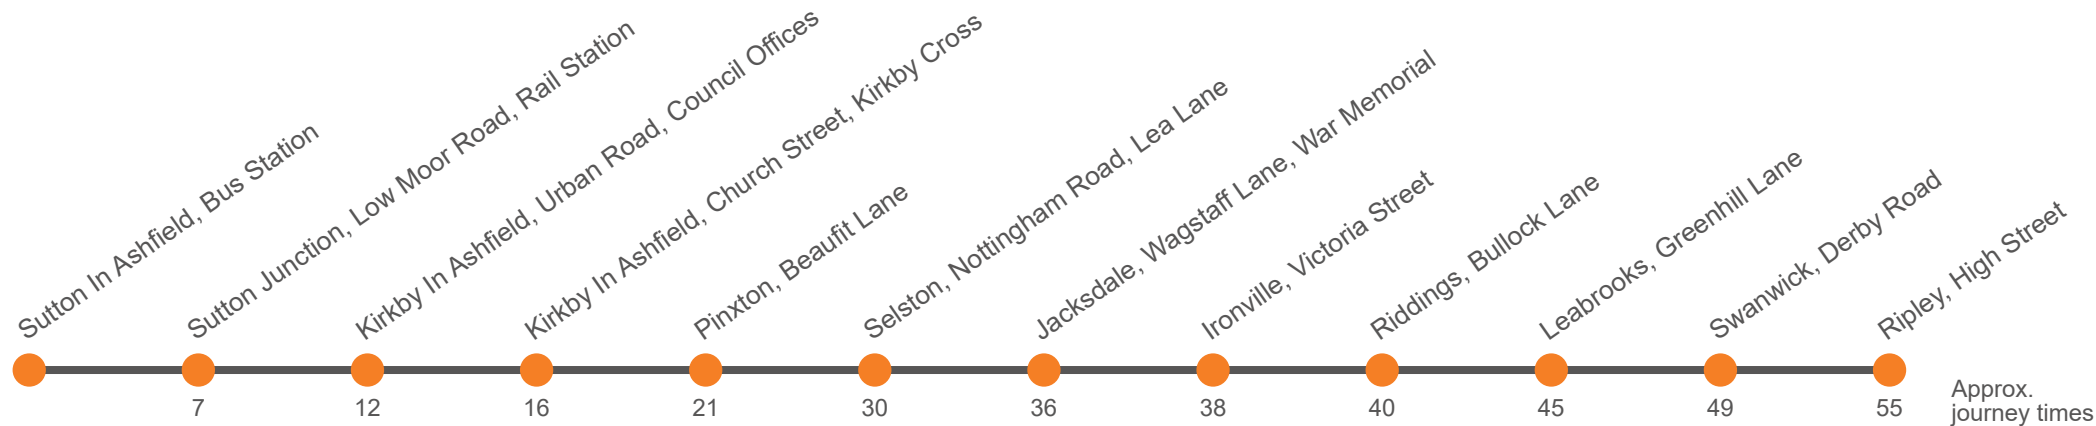 Sutton In Ashfield, Bus Station
Sutton Junction, Low Moor Road, Rail Station
Kirkby In Ashfield, Urban Road, Council Offices
Kirkby In Ashfield, Church Street, Kirkby Cross
Pinxton, Beaufit Lane
Selston, Nottingham Road, Lea Lane
Jacksdale, Wagstaff Lane, War Memorial
Ironville, Victoria Street
Riddings, Bullock Lane
Leabrooks, Greenhill Lane
Swanwick, Derby Road
Ripley, High Street
7 12 16 21 30 36 38 40 45 49 55
Approx.
journey times